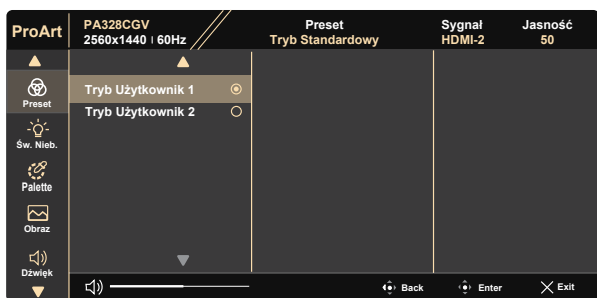 ProArt
PA328CGV
2560x1440 | 60Hz
Preset
Tryb Standardowy
Sygnał
HDMI-2
Jasność
50
Preset
Św. Nieb.
Palette
Obraz
Dźwięk
Tryb Użytkownik 1
Tryb Użytkownik 2
Back
Enter
Exit